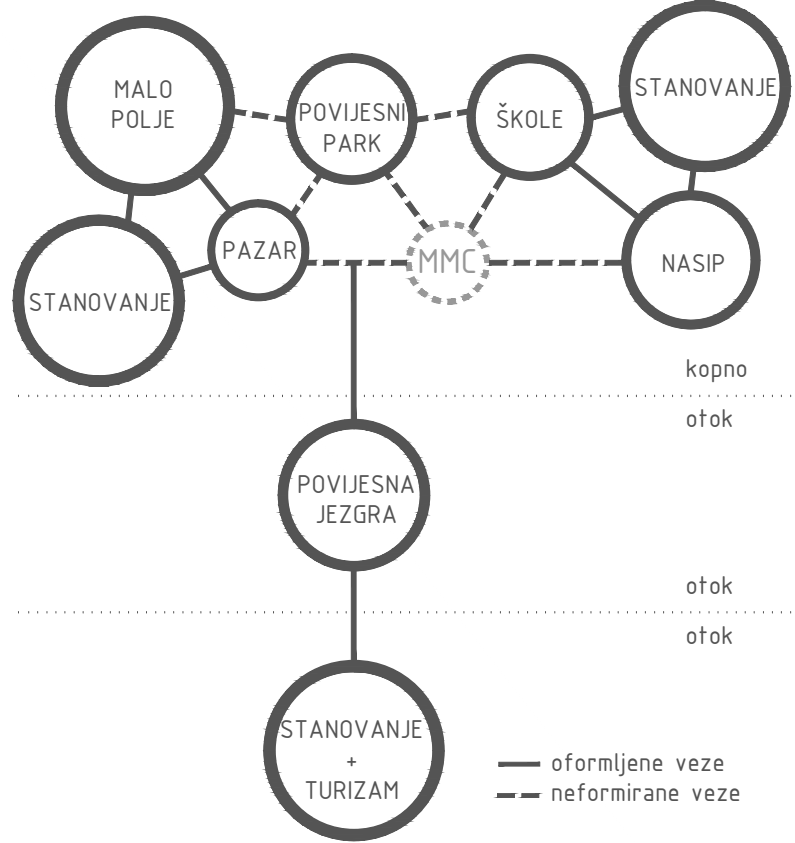 MALO
POLJE
POVIJESNI
PARK
ŠKOLE
STANOVANJE
STANOVANJE
PAZAR
MMC
NASIP
kopno
otok
POVIJESNA
JEZGRA
otok
otok
STANOVANJE
+
TURIZAM
oformljene veze
neformirane veze